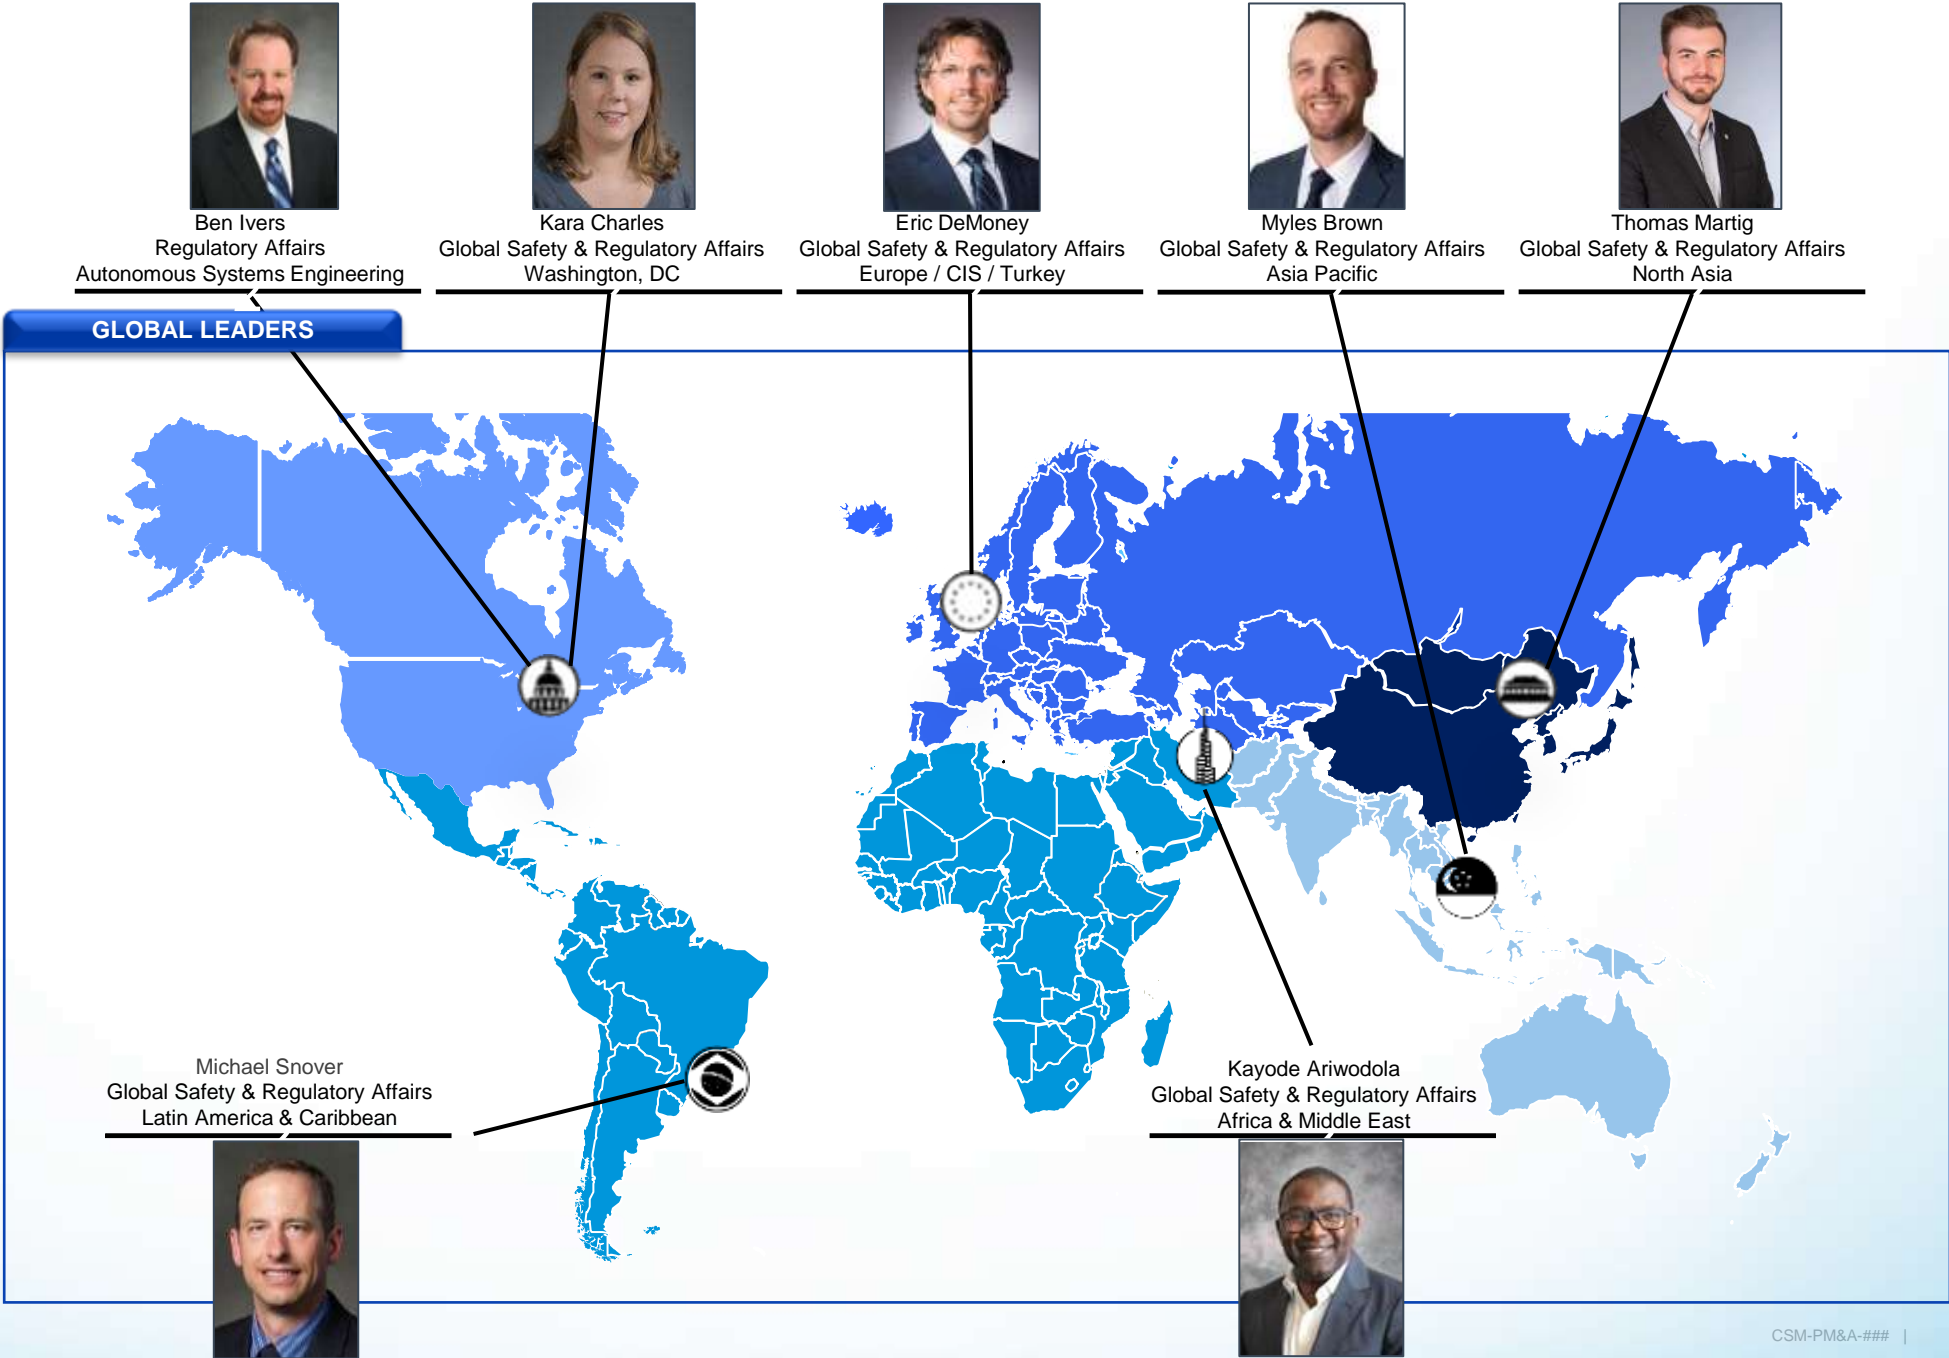 Ben Ivers
Regulatory Affairs
Autonomous Systems Engineering
Kara Charles
Global Safety & Regulatory Affairs
Washington, DC
Eric DeMoney
Global Safety & Regulatory Affairs
Europe / CIS / Turkey
Myles Brown
Global Safety & Regulatory Affairs
Asia Pacific
Thomas Martig
Global Safety & Regulatory Affairs
North Asia
GLOBAL LEADERS
Michael Snover
Global Safety & Regulatory Affairs
Latin America & Caribbean
Kayode Ariwodola
Global Safety & Regulatory Affairs
Africa & Middle East
CSM-PM&A-### |